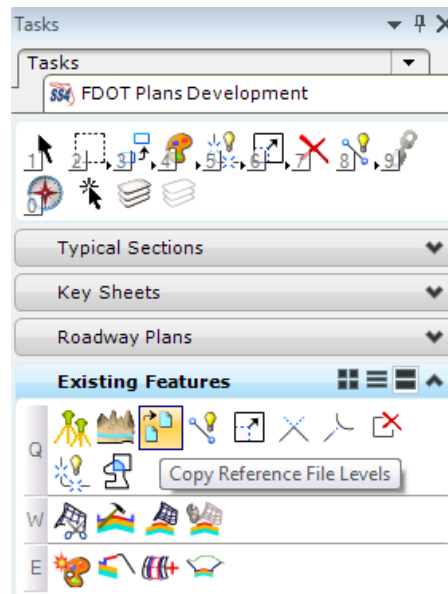 Tasks
Tasks
SS4 FDOT Plans Development
1 2 3 4 5 6 7 8 9
0
Typical Sections
Key Sheets
Roadway Plans
Existing Features
Q
Copy Reference File Levels
W
E